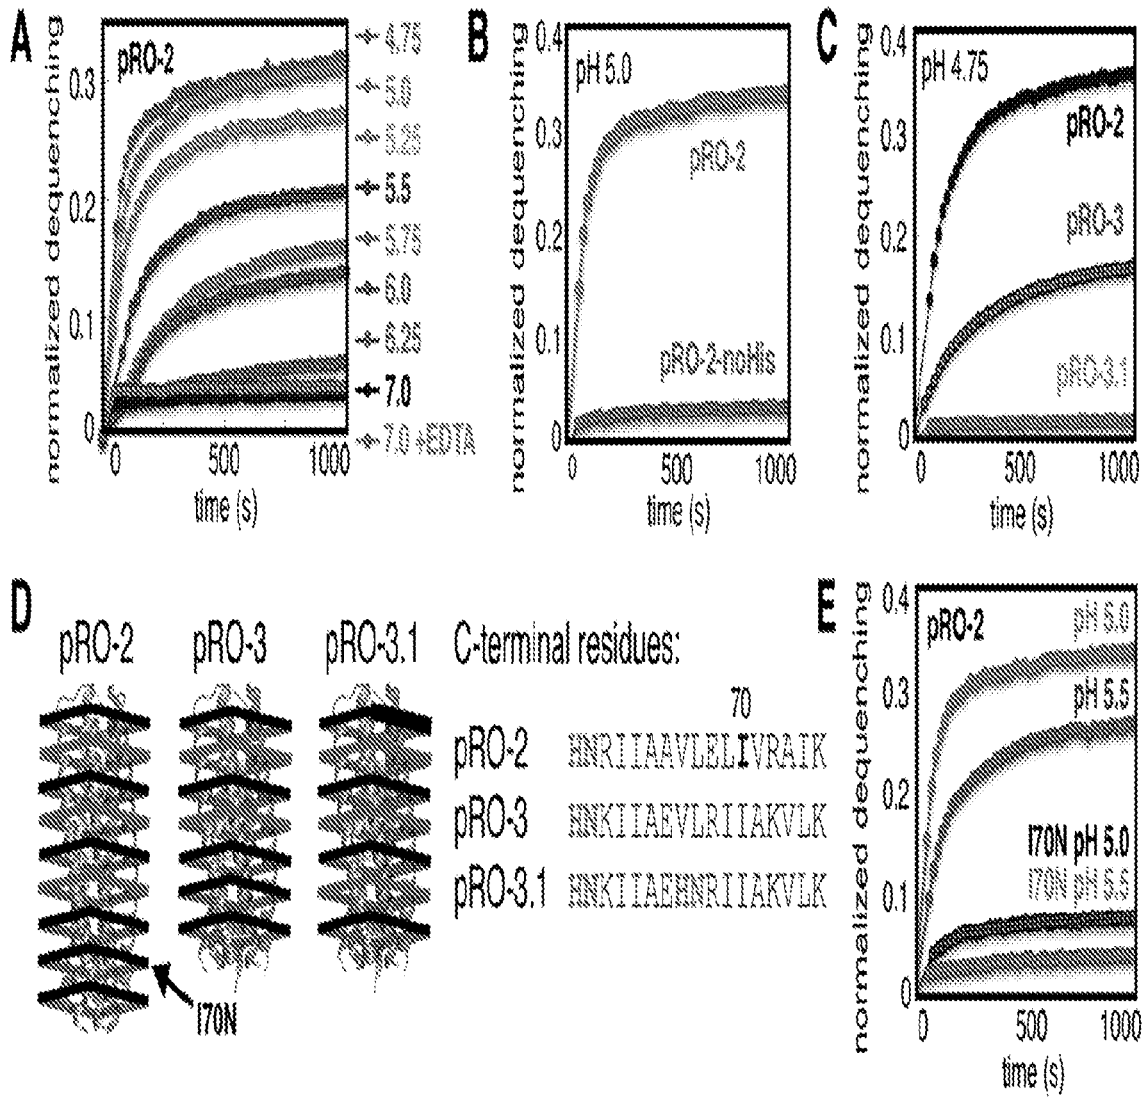 A
normalized dequenching
pRO-2
0.3
0.2
0.1
0
0
500
1000
time (s)
4.75
5.0
5.25
5.5
5.75
6.0
6.25
7.0
7.0 +EDTA
B
normalized dequenching
pH 5.0
0.4
0.3
0.2
0.1
0
pRO-2
pRO-2-noHis
0
500
1000
time (s)
C
normalized dequenching
pH 4.75
0.4
0.3
0.2
0.1
0
pRO-2
pRO-3
pRO-3.1
0
500
1000
time (s)
D
pRO-2
pRO-3
pRO-3.1
I70N
C-terminal residues:
70
pRO-2 HNRIIAAVLELIVRAIK
pRO-3 HNKIIAEVLRIIAKVLK
pRO-3.1 HNKIIAEHNRIIAKVLK
E
normalized dequenching
pRO-2
0.4
0.3
0.2
0.1
0
pH 5.0
pH 5.5
I70N pH 5.0
I70N pH 5.5
0
500
1000
time (s)